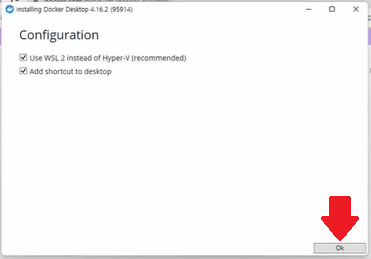 Installing Docker Desktop 4.16.2 (95914)
Configuration
Use WSL 2 instead of Hyper-V (recommended)
Add shortcut to desktop
Ok